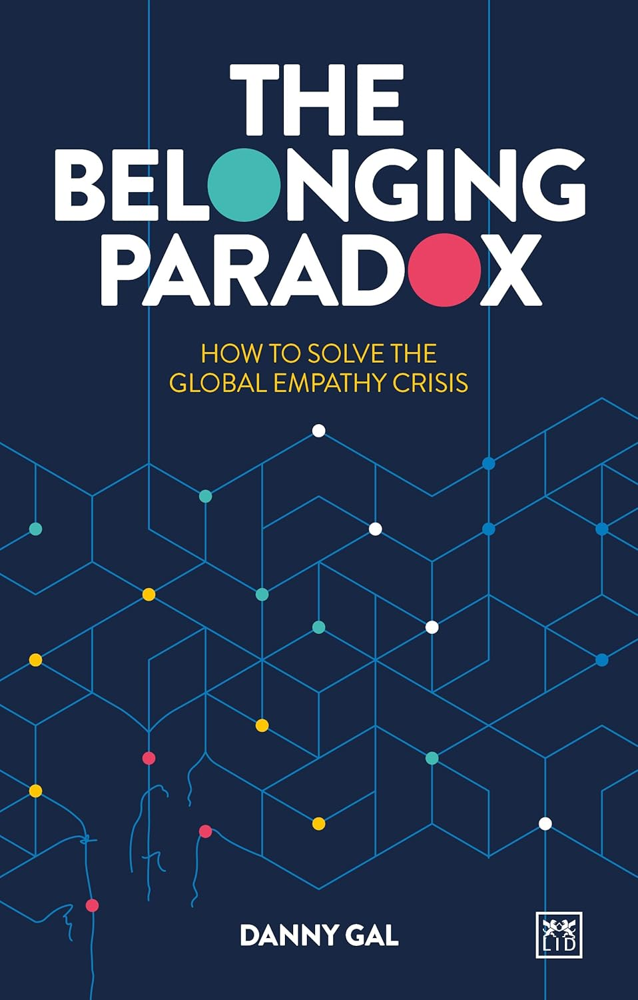 THE
BELONGING
PARADOX
HOW TO SOLVE THE
GLOBAL EMPATHY CRISIS
DANNY GAL
LID